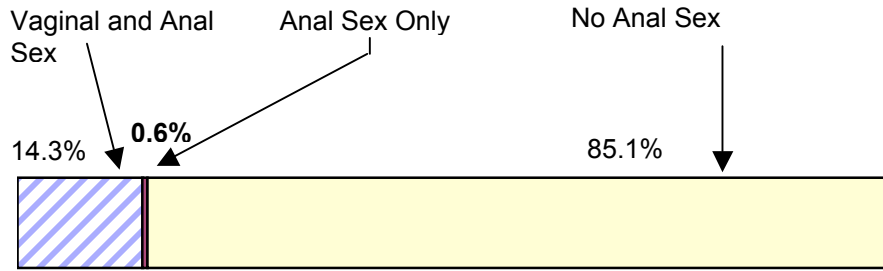 Vaginal and Anal
Sex
Anal Sex Only
No Anal Sex
14.3%
0.6%
85.1%